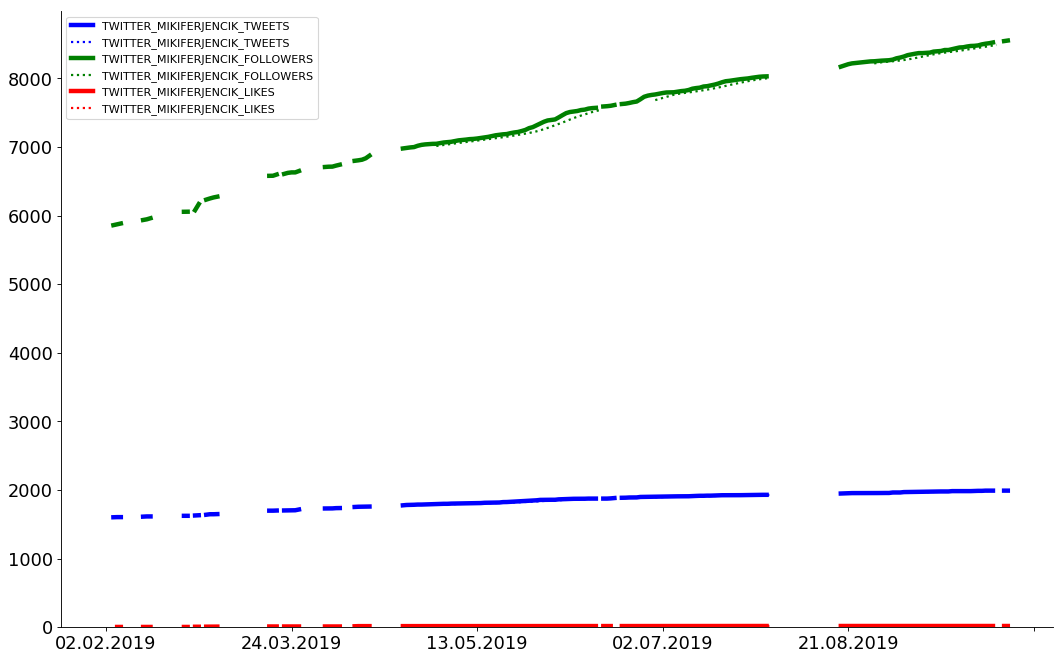 TWITTER_MIKIFERJENCIK_TWEETS
TWITTER_MIKIFERJENCIK_TWEETS
TWITTER_MIKIFERJENCIK_FOLLOWERS
TWITTER_MIKIFERJENCIK_FOLLOWERS
TWITTER_MIKIFERJENCIK_LIKES
TWITTER_MIKIFERJENCIK_LIKES
8000
7000
6000
5000
4000
3000
2000
1000
0
02.02.2019 24.03.2019 13.05.2019 02.07.2019 21.08.2019